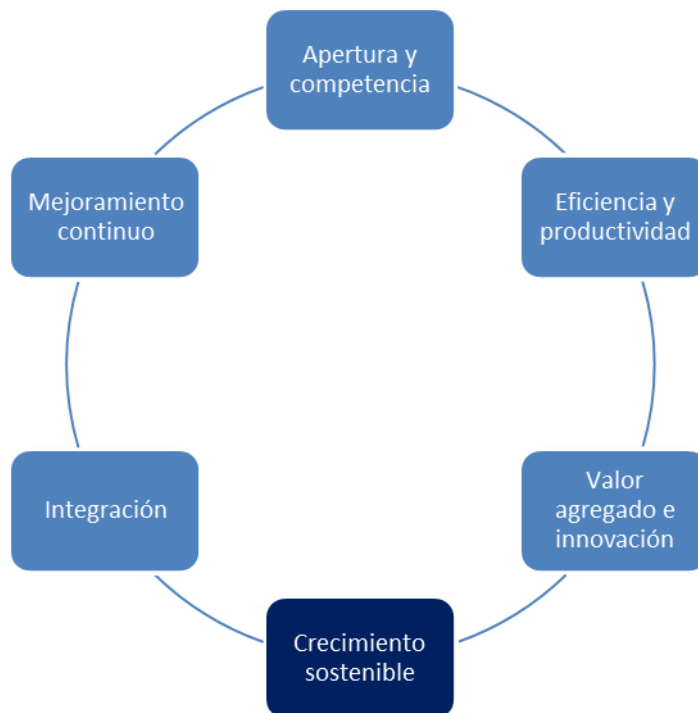 Apertura y
competencia
Eficiencia y
productividad
Valor
agregado e
innovación
Crecimiento
sostenible
Integración
Mejoramiento
continuo